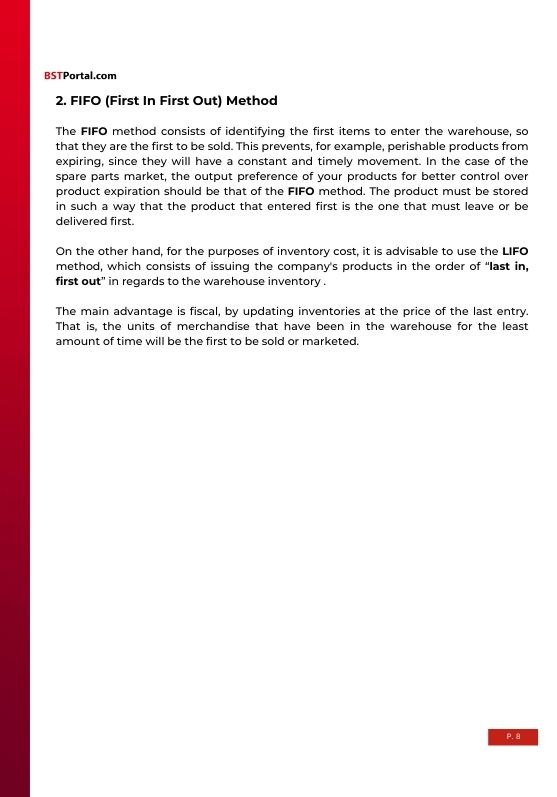 BSTPortal.com
2. FIFO (First In First Out) Method
The FIFO method consists of identifying the first items to enter the warehouse, so
that they are the first to be sold. This prevents, for example, perishable products from
expiring, since they will have a constant and timely movement. In the case of the
spare parts market, the output preference of your products for better control over
product expiration should be that of the FIFO method. The product must be stored
in such a way that the product that entered first is the one that must leave or be
delivered first.
On the other hand, for the purposes of inventory cost, it is advisable to use the LIFO
method, which consists of issuing the company's products in the order of “last in,
first out” in regards to the warehouse inventory .
The main advantage is fiscal, by updating inventories at the price of the last entry.
That is, the units of merchandise that have been in the warehouse for the least
amount of time will be the first to be sold or marketed.
P. 8